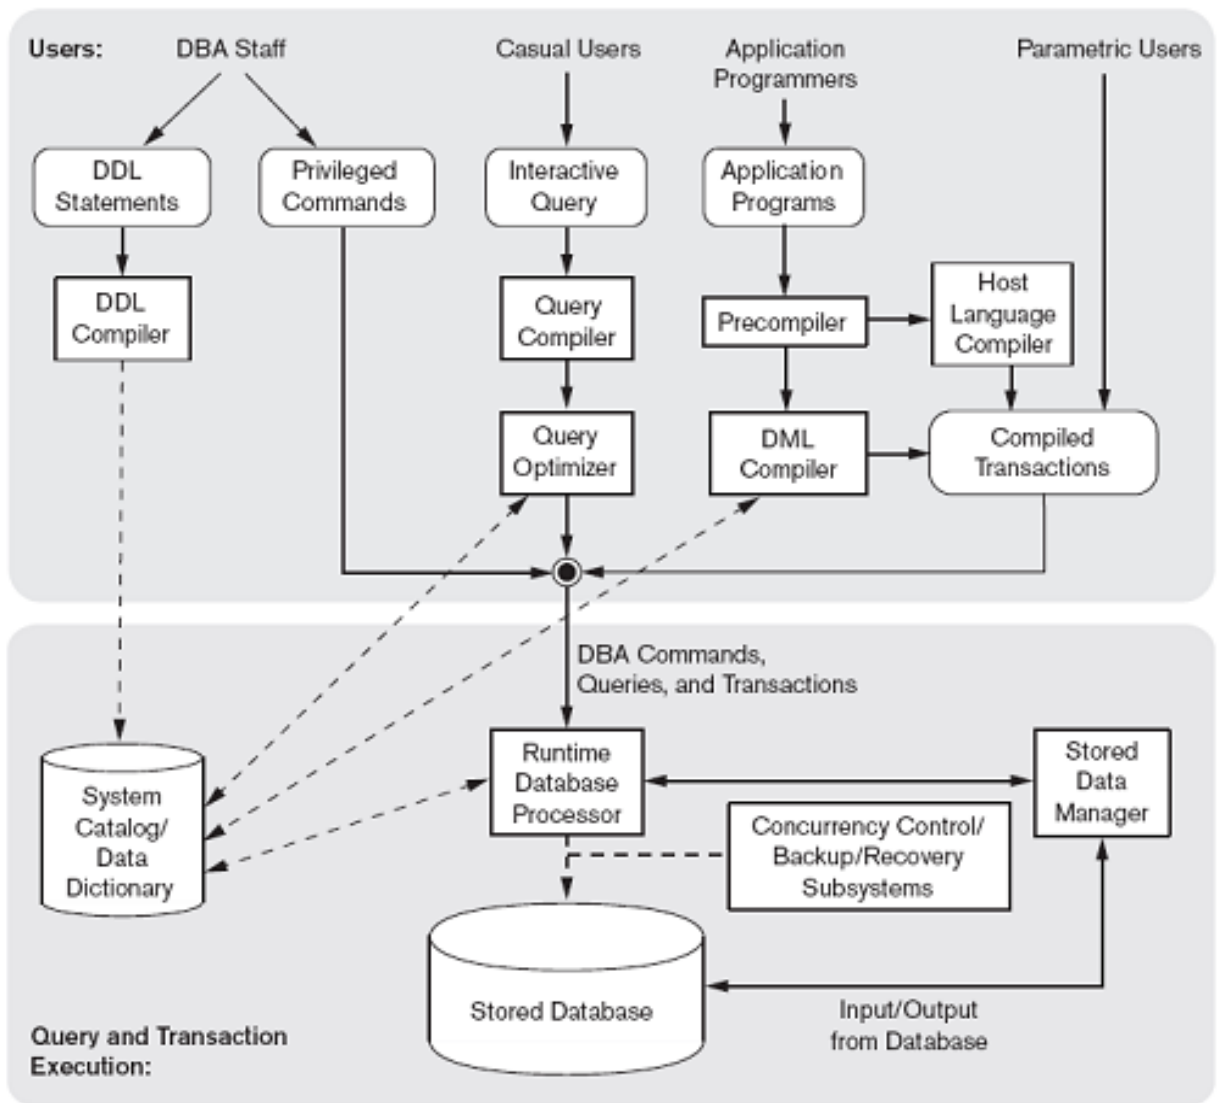 Users:
DBA Staff
Casual Users
Application
Programmers
Parametric Users
DDL
Statements
Privileged
Commands
Interactive
Query
Application
Programs
DDL
Compiler
Query
Compiler
Precompiler
Host
Language
Compiler
Query
Optimizer
DML
Compiler
Compiled
Transactions
DBA Commands,
Queries, and Transactions
System
Catalog/
Data
Dictionary
Runtime
Database
Processor
Stored
Data
Manager
Concurrency Control/
Backup/Recovery
Subsystems
Stored Database
Input/Output
from Database
Query and Transaction
Execution: